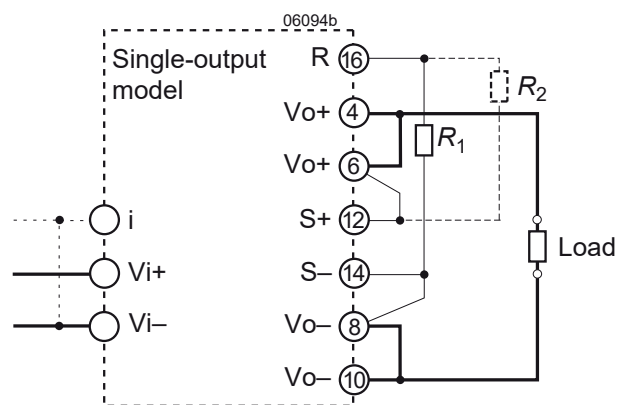 06094b
Single-output
model
R 16
Vo+ 4
Vo+ 6
S+ 12
S– 14
Vo– 8
Vo– 10
i
Vi+
Vi–
R1
R2
Load